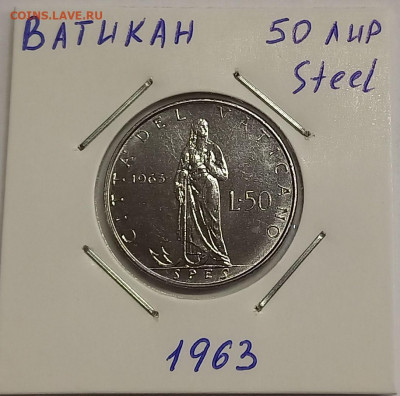 COINS.LAVE.RU
ВАТИКАН 50 ЛИР
Steel
CITTA' DEL VATICANO
1963
L.50
SPES
1963